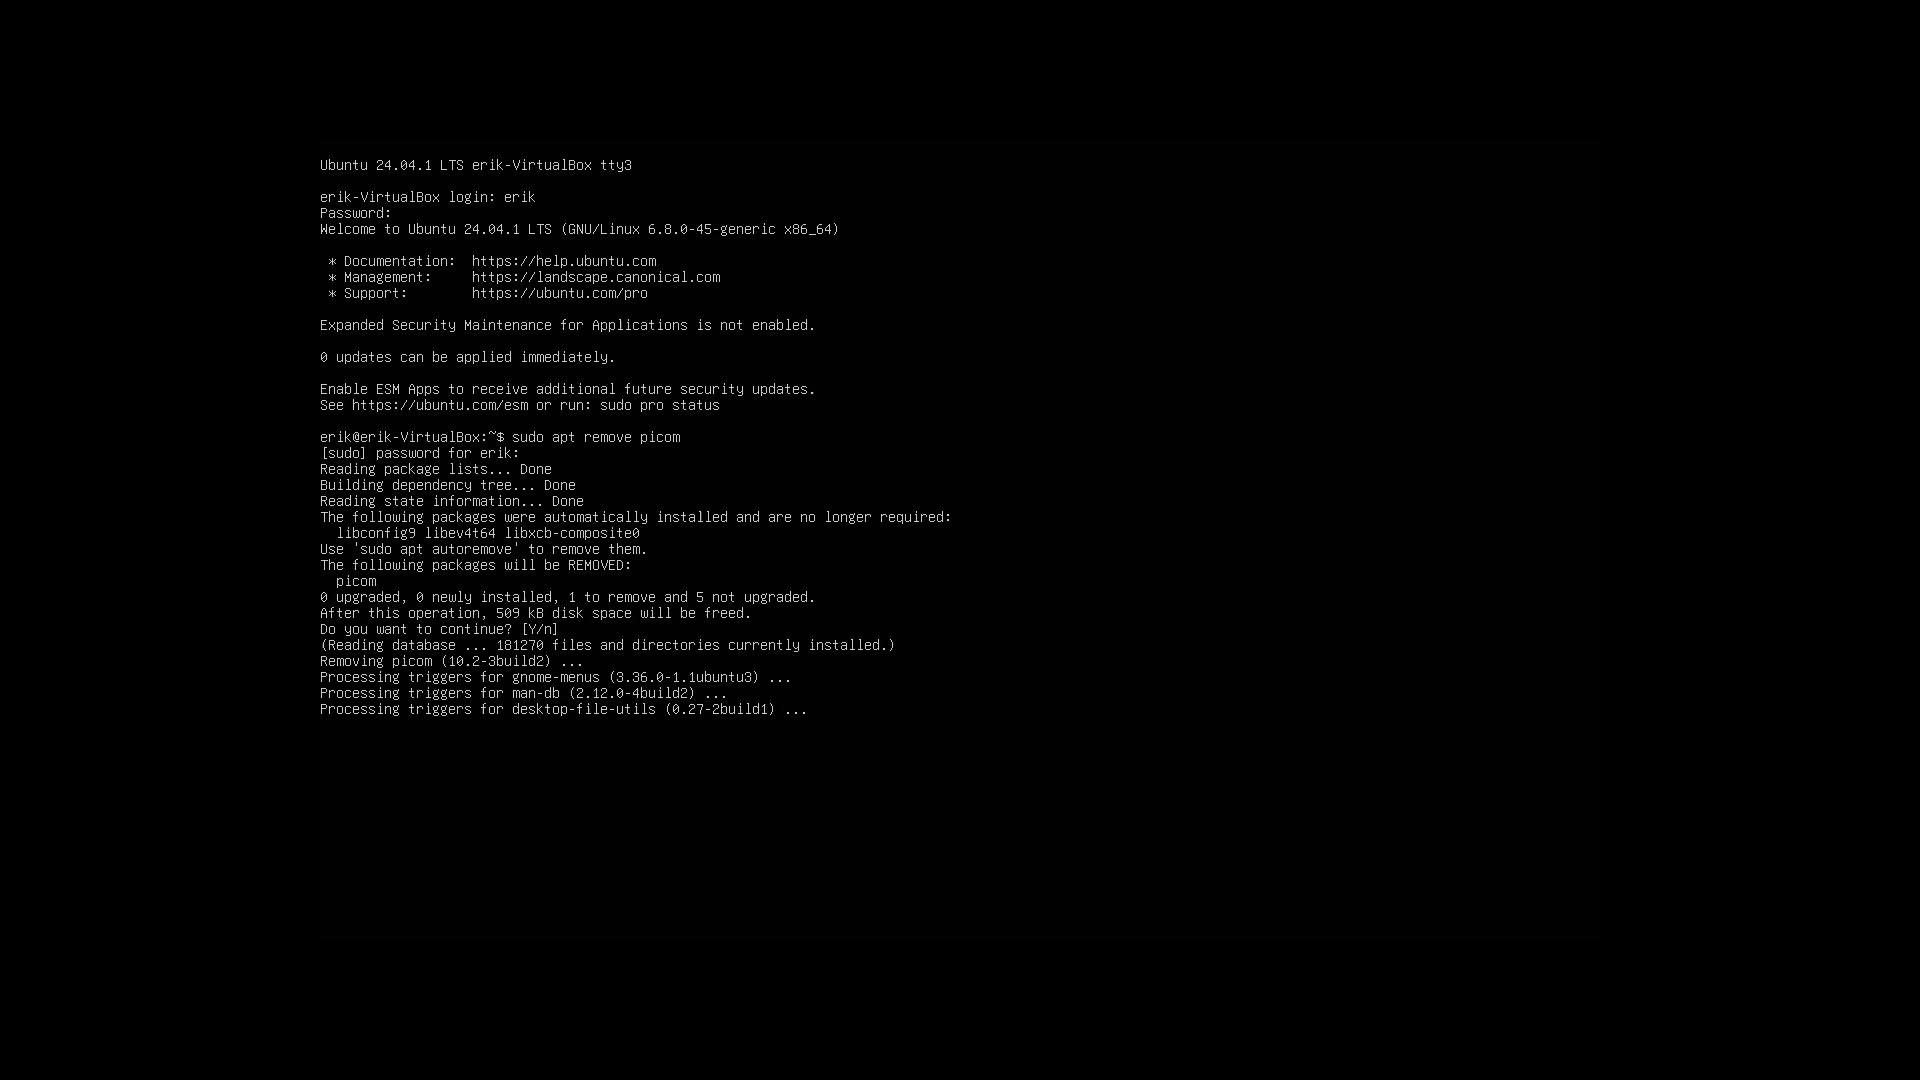 Ubuntu 24.04.1 LTS erik-VirtualBox tty3
erik-VirtualBox login: erik
Password:
Welcome to Ubuntu 24.04.1 LTS (GNU/Linux 6.8.0-45-generic x86_64)
* Documentation:  https://help.ubuntu.com
* Management:     https://landscape.canonical.com
* Support:        https://ubuntu.com/pro
Expanded Security Maintenance for Applications is not enabled.
0 updates can be applied immediately.
Enable ESM Apps to receive additional future security updates.
See https://ubuntu.com/esm or run: sudo pro status
erik@erik-VirtualBox:~$ sudo apt remove picom
[sudo] password for erik:
Reading package lists... Done
Building dependency tree... Done
Reading state information... Done
The following packages were automatically installed and are no longer required:
  libconfig9 libev4t64 libxcb-composite0
Use 'sudo apt autoremove' to remove them.
The following packages will be REMOVED:
  picom
0 upgraded, 0 newly installed, 1 to remove and 5 not upgraded.
After this operation, 509 kB disk space will be freed.
Do you want to continue? [Y/n]
(Reading database ... 181270 files and directories currently installed.)
Removing picom (10.2-3build2) ...
Processing triggers for gnome-menus (3.36.0-1.1ubuntu3) ...
Processing triggers for man-db (2.12.0-4build2) ...
Processing triggers for desktop-file-utils (0.27-2build1) ...